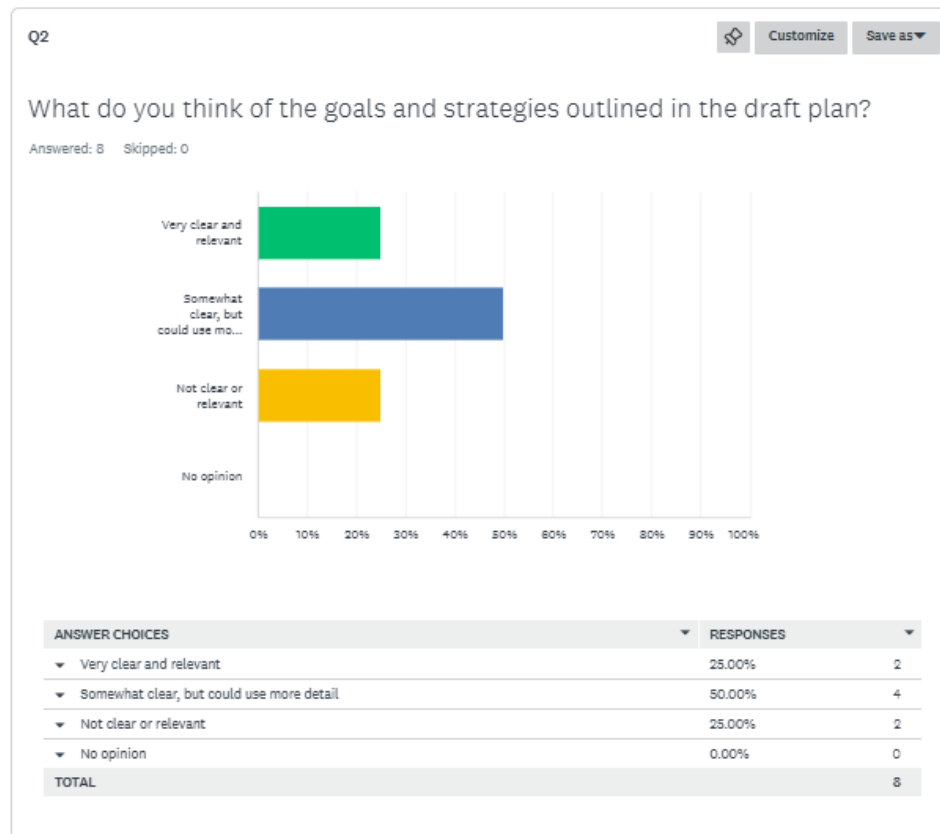 Q2
Customize
Save as
What do you think of the goals and strategies outlined in the draft plan?
Answered: 8 Skipped: 0
Very clear and
relevant
Somewhat
clear, but
could use mo...
Not clear or
relevant
No opinion
0% 10% 20% 30% 40% 50% 60% 70% 80% 90% 100%
ANSWER CHOICES RESPONSES
Very clear and relevant 25.00% 2
Somewhat clear, but could use more detail 50.00% 4
Not clear or relevant 25.00% 2
No opinion 0.00% 0
TOTAL 8